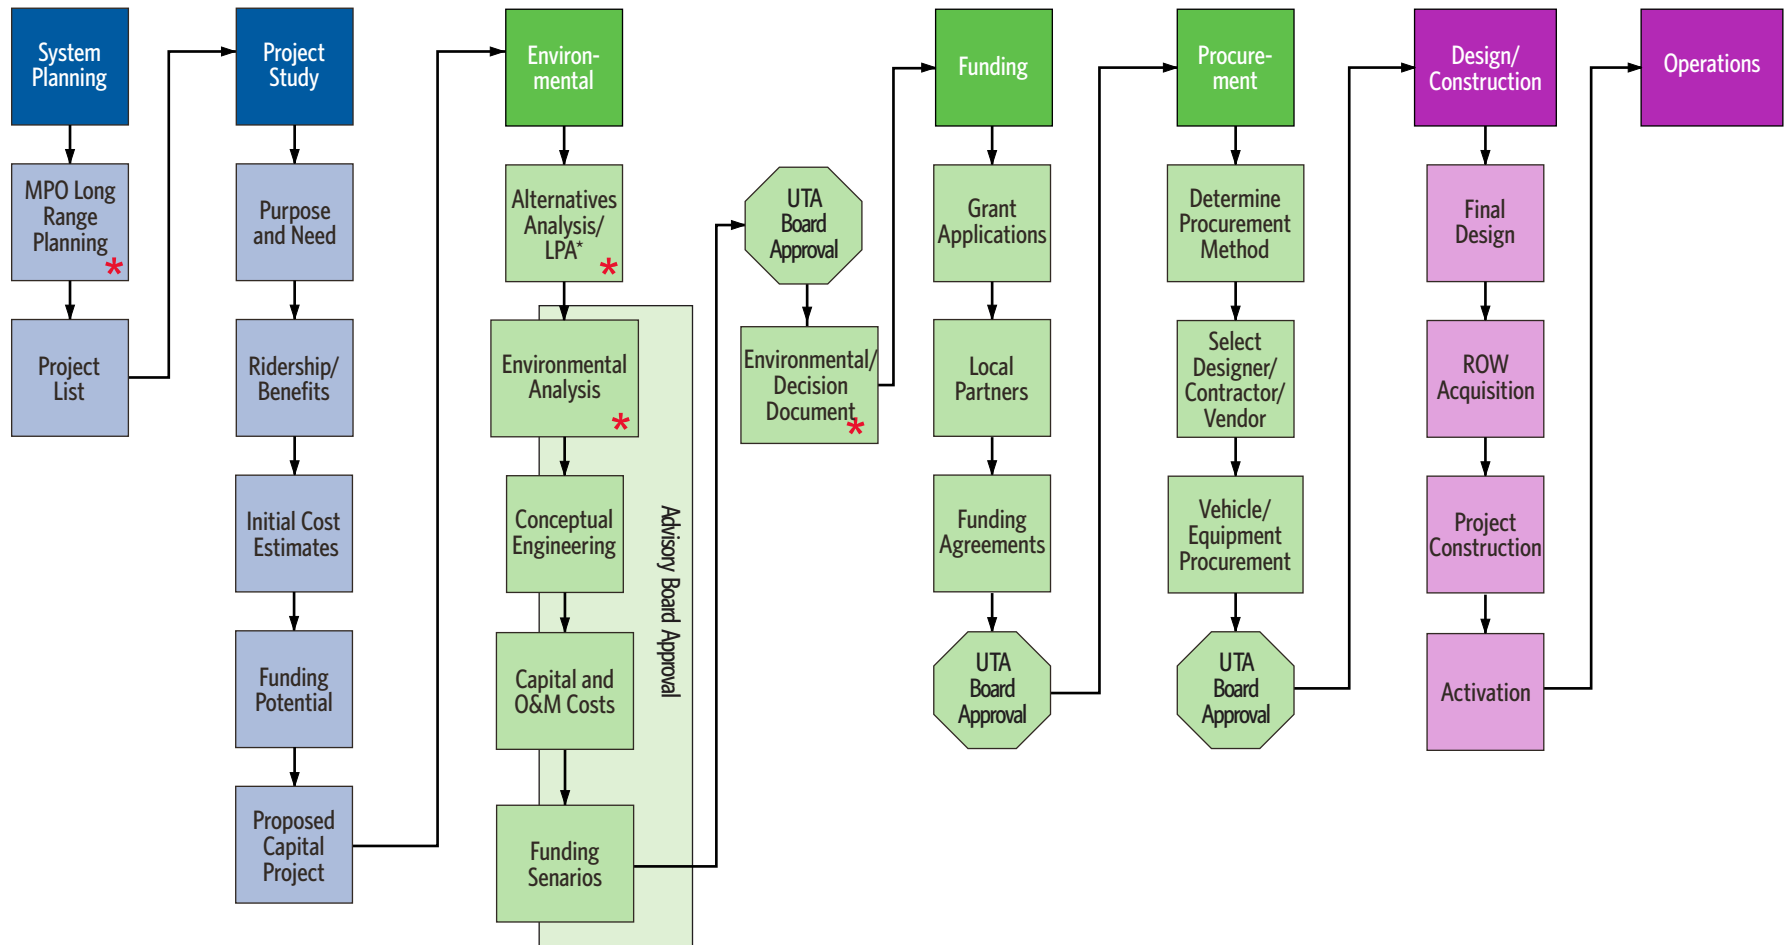 System
Planning
MPO Long
Range
Planning
*
Project
List
Project
Study
Purpose
and Need
Ridership/
Benefits
Initial Cost
Estimates
Funding
Potential
Proposed
Capital
Project
Environ-
mental
Alternatives
Analysis/
LPA*
*
Environmental
Analysis
*
Conceptual
Engineering
Capital and
O&M Costs
Funding
Senarios
Advisory Board Approval
UTA
Board
Approval
Environmental/
Decision
Document
*
Funding
Grant
Applications
Local
Partners
Funding
Agreements
UTA
Board
Approval
Procure-
ment
Determine
Procurement
Method
Select
Designer/
Contractor/
Vendor
Vehicle/
Equipment
Procurement
UTA
Board
Approval
Design/
Construction
Final
Design
ROW
Acquisition
Project
Construction
Activation
Operations